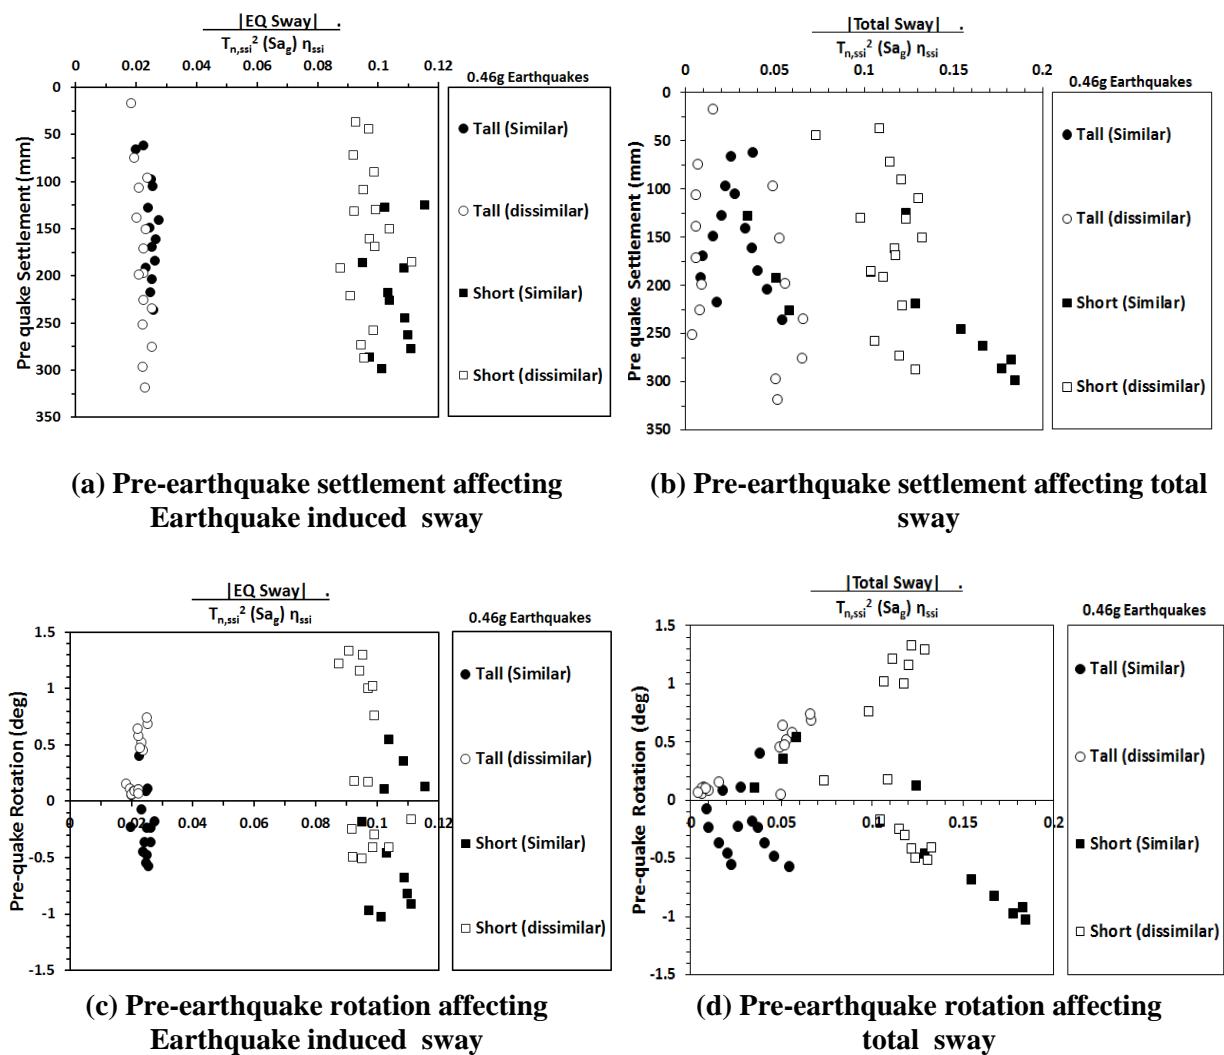 |EQ Sway| .
T_n,ssi² (Sa_g) η_ssi
0 0.02 0.04 0.06 0.08 0.1 0.12
0.46g Earthquakes
Pre quake Settlement (mm)
0
50
100
150
200
250
300
350
Tall (Similar)
Tall (dissimilar)
Short (Similar)
Short (dissimilar)
(a) Pre-earthquake settlement affecting
Earthquake induced sway
|Total Sway| .
T_n,ssi² (Sa_g) η_ssi
0 0.05 0.1 0.15 0.2
0.46g Earthquakes
Pre quake Settlement (mm)
0
50
100
150
200
250
300
350
Tall (Similar)
Tall (dissimilar)
Short (Similar)
Short (dissimilar)
(b) Pre-earthquake settlement affecting total
sway
|EQ Sway| .
T_n,ssi² (Sa_g) η_ssi
0.46g Earthquakes
Pre-quake Rotation (deg)
1.5
1
0.5
0
0 0.02 0.04 0.06 0.08 0.1 0.12
-0.5
-1
-1.5
Tall (Similar)
Tall (dissimilar)
Short (Similar)
Short (dissimilar)
(c) Pre-earthquake rotation affecting
Earthquake induced sway
|Total Sway| .
T_n,ssi² (Sa_g) η_ssi
0.46g Earthquakes
Pre-quake Rotation (deg)
1.5
1
0.5
0
0 0.05 0.1 0.15 0.2
-0.5
-1
-1.5
Tall (Similar)
Tall (dissimilar)
Short (Similar)
Short (dissimilar)
(d) Pre-earthquake rotation affecting
total sway